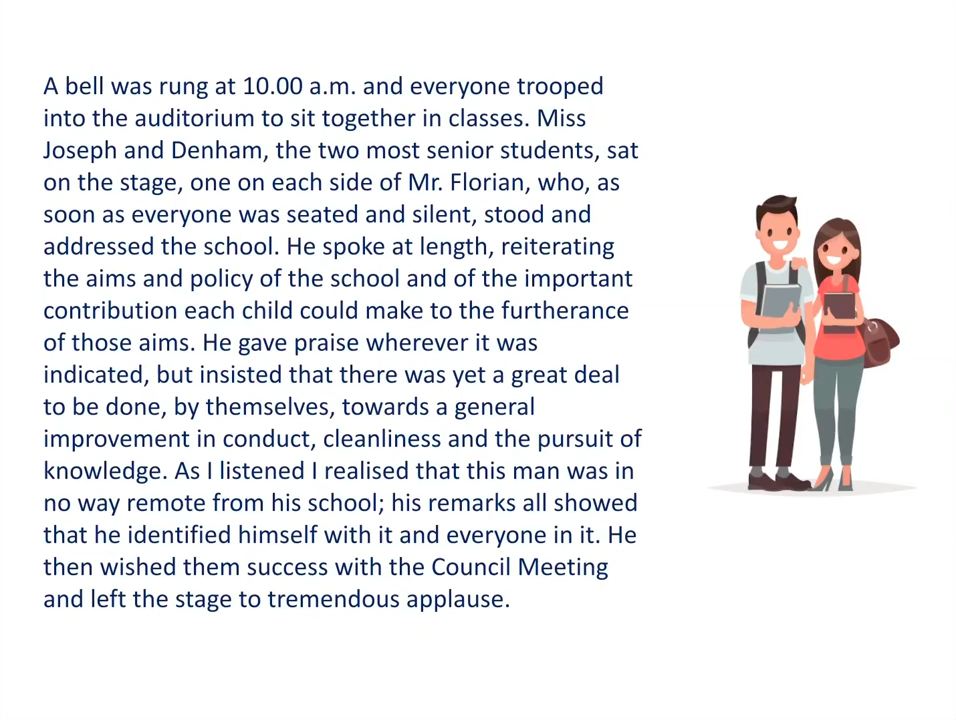 A bell was rung at 10.00 a.m. and everyone trooped
into the auditorium to sit together in classes. Miss
Joseph and Denham, the two most senior students, sat
on the stage, one on each side of Mr. Florian, who, as
soon as everyone was seated and silent, stood and
addressed the school. He spoke at length, reiterating
the aims and policy of the school and of the important
contribution each child could make to the furtherance
of those aims. He gave praise wherever it was
indicated, but insisted that there was yet a great deal
to be done, by themselves, towards a general
improvement in conduct, cleanliness and the pursuit of
knowledge. As I listened I realised that this man was in
no way remote from his school; his remarks all showed
that he identified himself with it and everyone in it. He
then wished them success with the Council Meeting
and left the stage to tremendous applause.